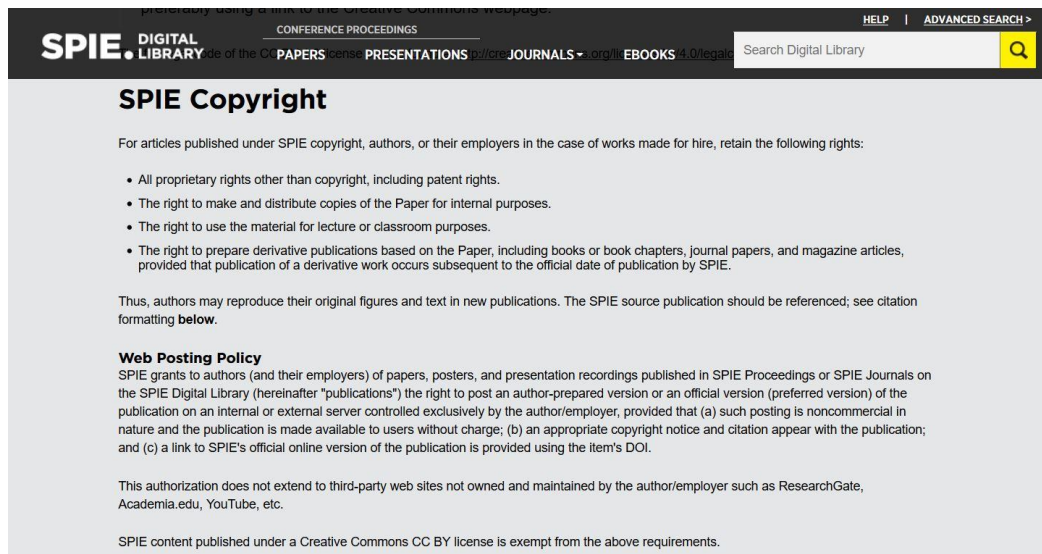 preferably using a link to the Creative Commons webpage.
HELP | ADVANCED SEARCH >
CONFERENCE PROCEEDINGS
SPIE. DIGITAL LIBRARY
PAPERS PRESENTATIONS JOURNALS EBOOKS
Search Digital Library
SPIE Copyright
For articles published under SPIE copyright, authors, or their employers in the case of works made for hire, retain the following rights:
• All proprietary rights other than copyright, including patent rights.
• The right to make and distribute copies of the Paper for internal purposes.
• The right to use the material for lecture or classroom purposes.
• The right to prepare derivative publications based on the Paper, including books or book chapters, journal papers, and magazine articles,
provided that publication of a derivative work occurs subsequent to the official date of publication by SPIE.
Thus, authors may reproduce their original figures and text in new publications. The SPIE source publication should be referenced; see citation
formatting below.
Web Posting Policy
SPIE grants to authors (and their employers) of papers, posters, and presentation recordings published in SPIE Proceedings or SPIE Journals on
the SPIE Digital Library (hereinafter "publications") the right to post an author-prepared version or an official version (preferred version) of the
publication on an internal or external server controlled exclusively by the author/employer, provided that (a) such posting is noncommercial in
nature and the publication is made available to users without charge; (b) an appropriate copyright notice and citation appear with the publication;
and (c) a link to SPIE's official online version of the publication is provided using the item's DOI.
This authorization does not extend to third-party web sites not owned and maintained by the author/employer such as ResearchGate,
Academia.edu, YouTube, etc.
SPIE content published under a Creative Commons CC BY license is exempt from the above requirements.